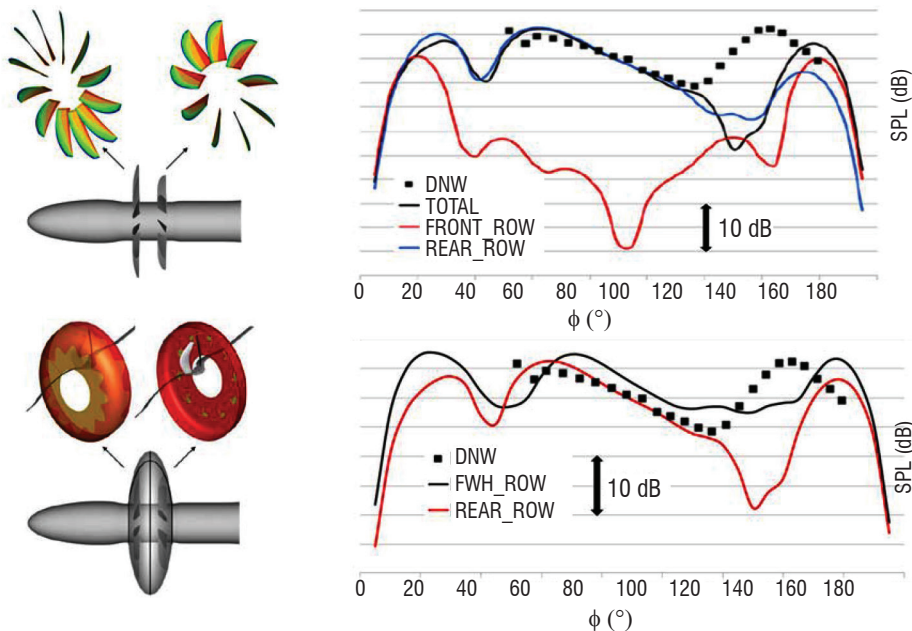 SPL (dB)
DNW
TOTAL
FRONT_ROW
REAR_ROW
10 dB
0 20 40 60 80 100 120 140 160 180
ϕ (°)
SPL (dB)
DNW
FWH_ROW
REAR_ROW
10 dB
0 20 40 60 80 100 120 140 160 180
ϕ (°)